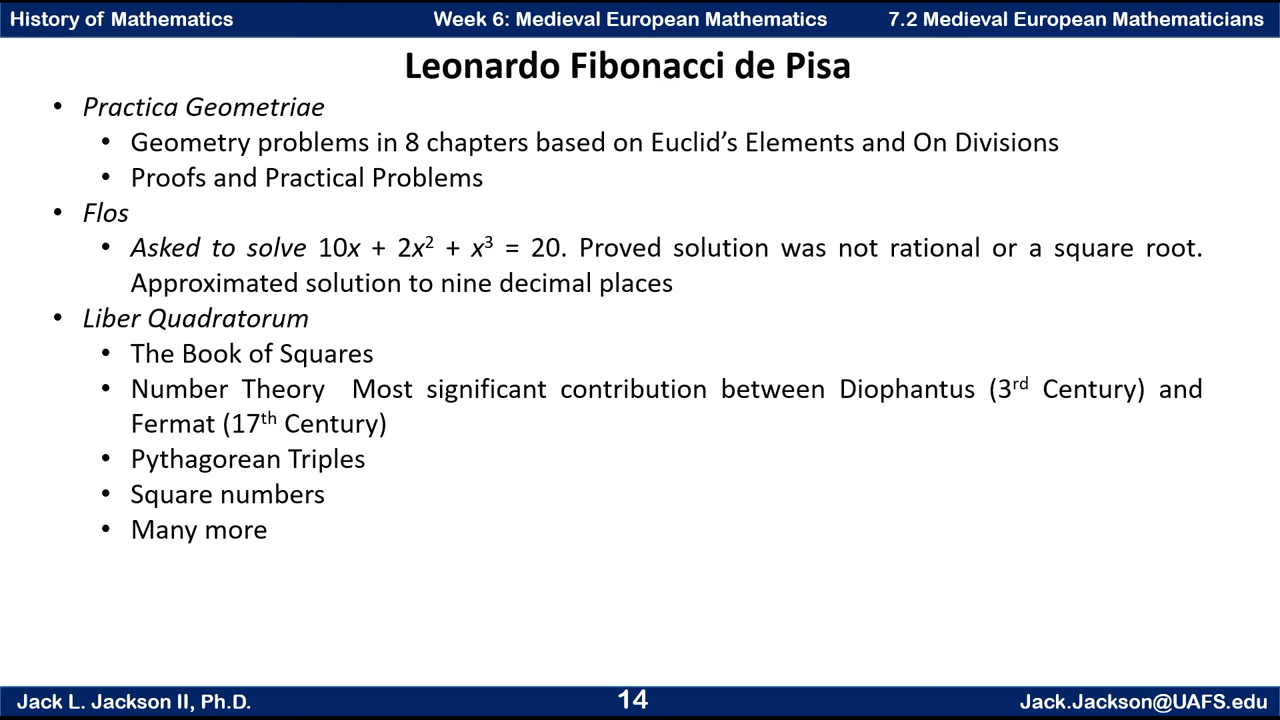 History of Mathematics
Week 6: Medieval European Mathematics
7.2 Medieval European Mathematicians
Leonardo Fibonacci de Pisa
• Practica Geometriae
• Geometry problems in 8 chapters based on Euclid’s Elements and On Divisions
• Proofs and Practical Problems
• Flos
• Asked to solve 10x + 2x² + x³ = 20. Proved solution was not rational or a square root.
Approximated solution to nine decimal places
• Liber Quadratorum
• The Book of Squares
• Number Theory Most significant contribution between Diophantus (3rd Century) and
Fermat (17th Century)
• Pythagorean Triples
• Square numbers
• Many more
Jack L. Jackson II, Ph.D.
14
Jack.Jackson@UAFS.edu